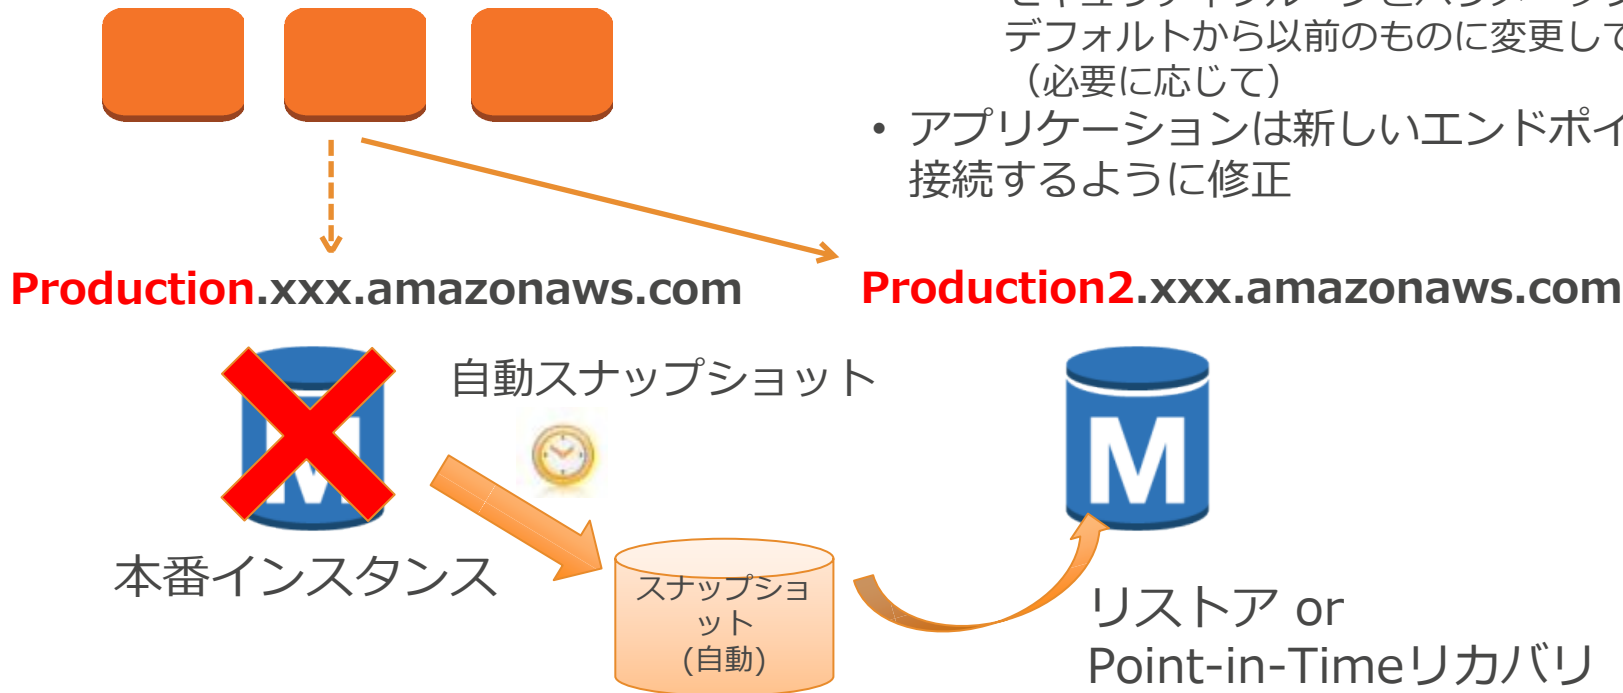 デフォルトから以前のものに変更して
（必要に応じて）
• アプリケーションは新しいエンドポイ
接続するように修正
Production.xxx.amazonaws.com
Production2.xxx.amazonaws.com
自動スナップショット
M
M
本番インスタンス
スナップショ
ット
(自動)
リストア or
Point-in-Timeリカバリ